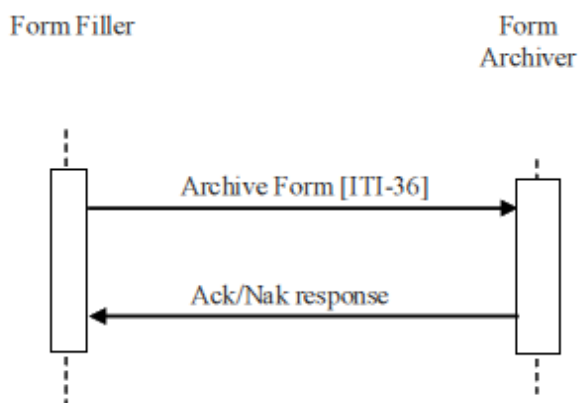 Form Filler
Form
Archiver
Archive Form [ITI-36]
Ack/Nak response